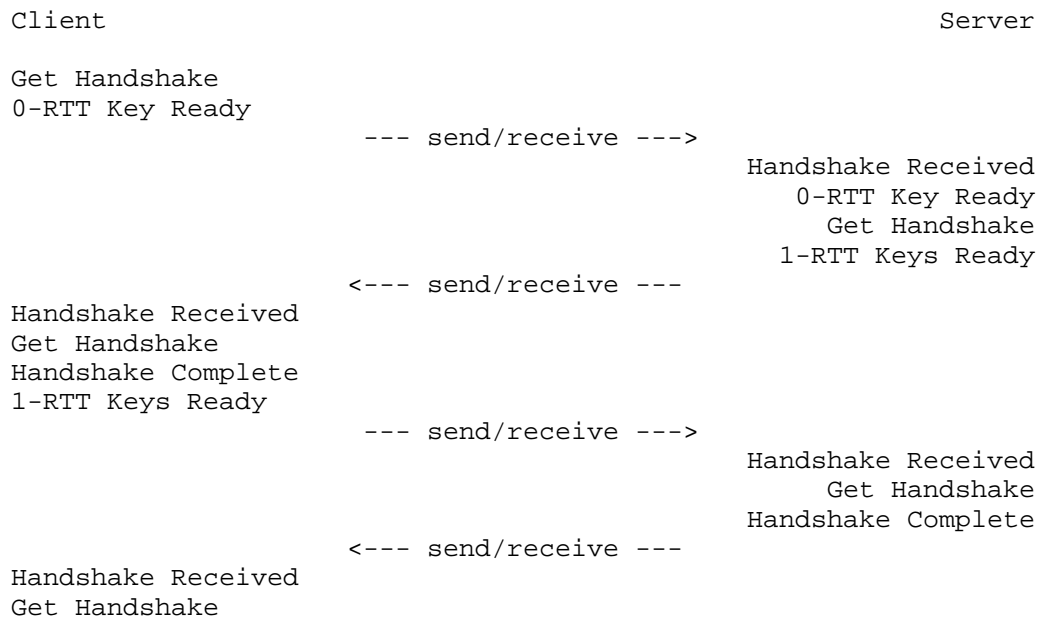 Client Server
Get Handshake
0-RTT Key Ready
--- send/receive --->
Handshake Received
0-RTT Key Ready
Get Handshake
1-RTT Keys Ready
<--- send/receive ---
Handshake Received
Get Handshake
Handshake Complete
1-RTT Keys Ready
--- send/receive --->
Handshake Received
Get Handshake
Handshake Complete
<--- send/receive ---
Handshake Received
Get Handshake